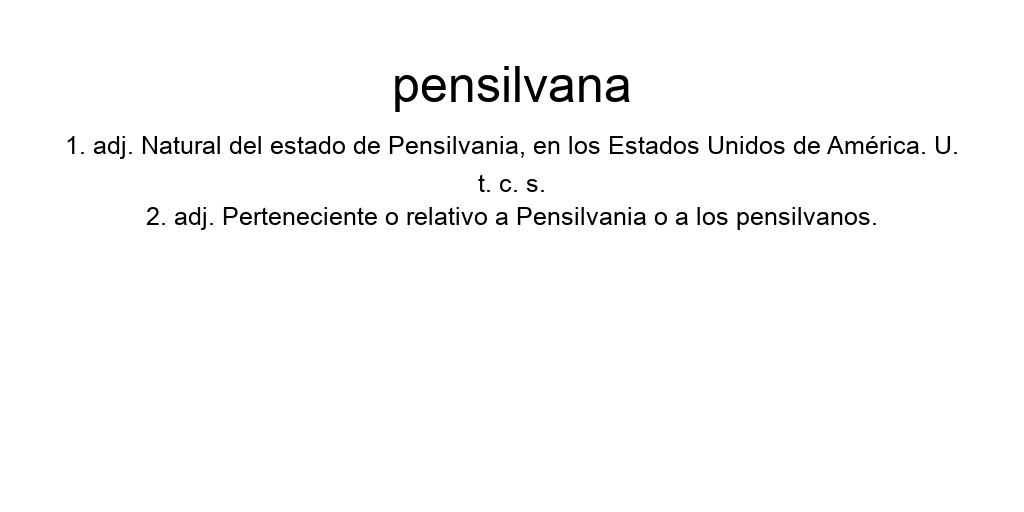 pensilvana
1. adj. Natural del estado de Pensilvania, en los Estados Unidos de América. U.
t. c. s.
2. adj. Perteneciente o relativo a Pensilvania o a los pensilvanos.